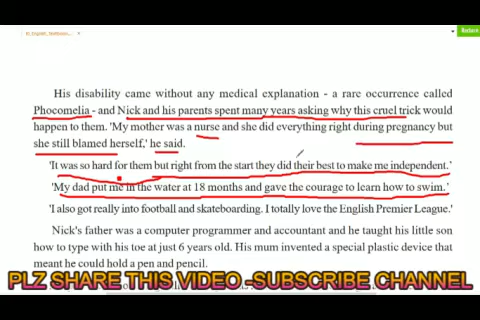 Redact
His disability came without any medical explanation - a rare occurrence called
Phocomelia - and Nick and his parents spent many years asking why this cruel trick would
happen to them. 'My mother was a nurse and she did everything right during pregnancy but
she still blamed herself,' he said.
'It was so hard for them but right from the start they did their best to make me independent.'
'My dad put me in the water at 18 months and gave the courage to learn how to swim.'
'I also got really into football and skateboarding. I totally love the English Premier League.'
Nick's father was a computer programmer and accountant and he taught his little son
how to type with his toe at just 6 years old. His mum invented a special plastic device that
meant he could hold a pen and pencil.
PLZ SHARE THIS VIDEO -SUBSCRIBE CHANNEL